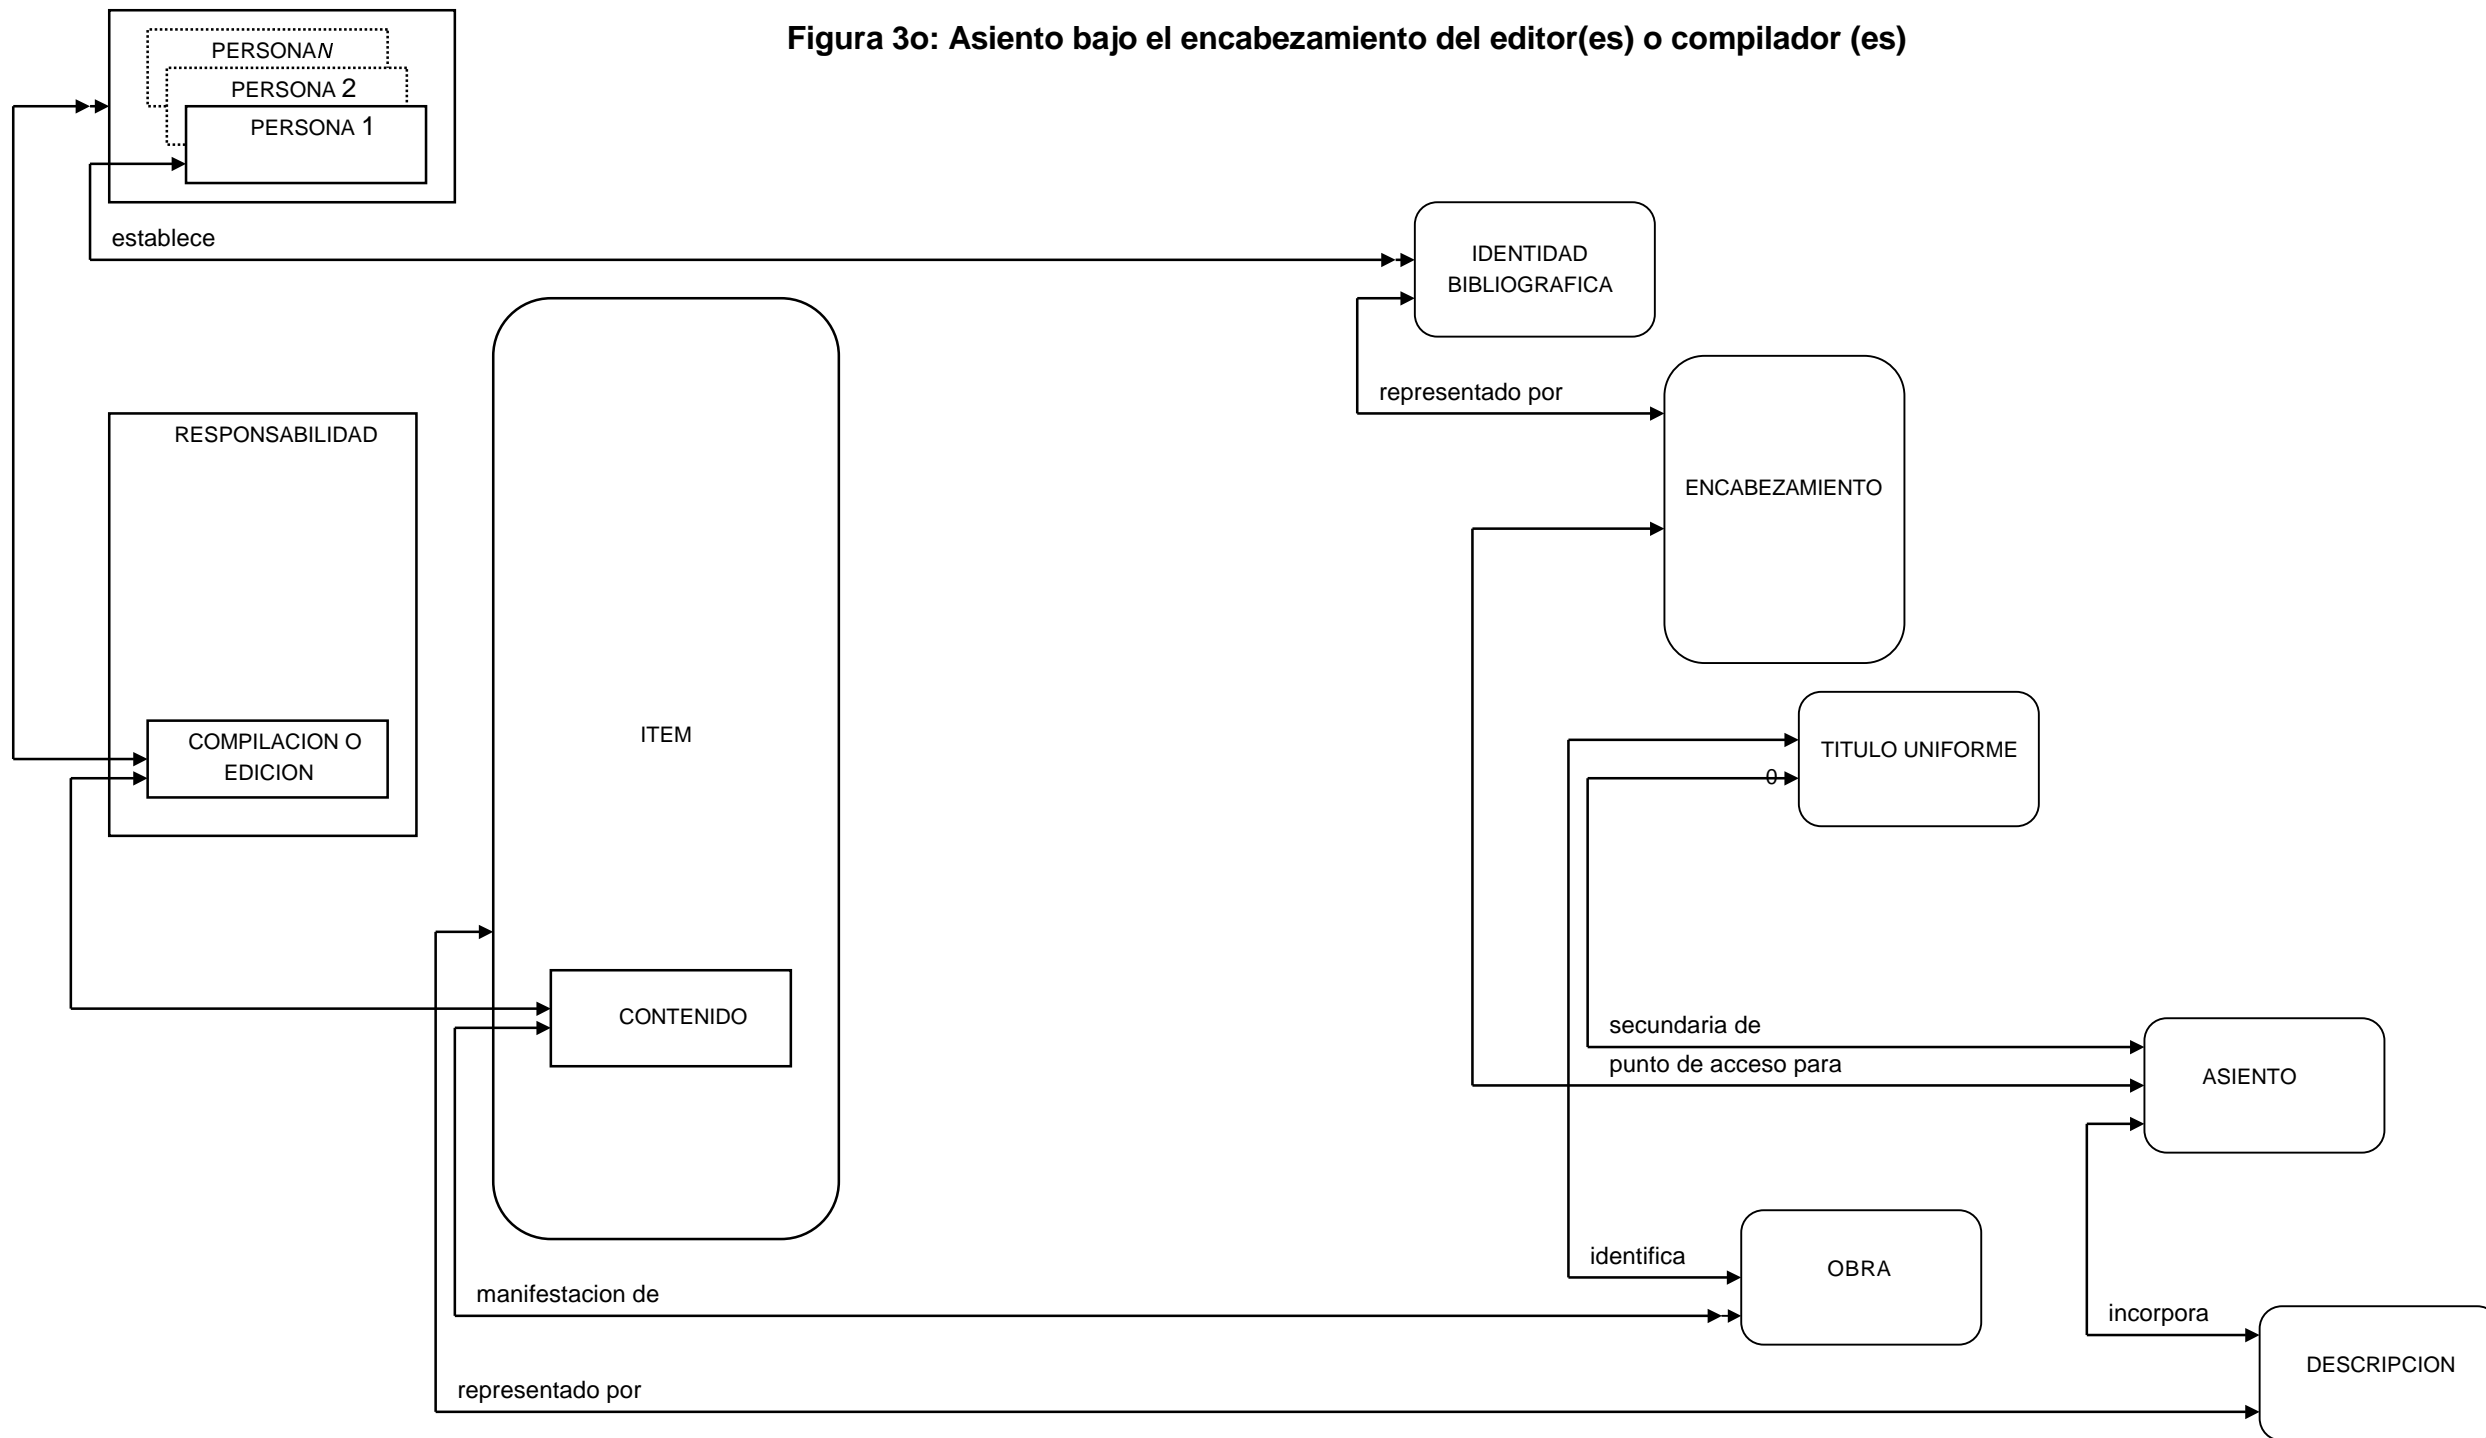 Figura 3o: Asiento bajo el encabezamiento del editor(es) o compilador (es)
PERSONAN
PERSONA 2
PERSONA 1
establece
IDENTIDAD
BIBLIOGRAFICA
representado por
RESPONSABILIDAD
ENCABEZAMIENTO
COMPILACION O
EDICION
ITEM
TITULO UNIFORME
0
CONTENIDO
secundaria de
punto de acceso para
ASIENTO
identifica
OBRA
manifestacion de
incorpora
DESCRIPCION
representado por